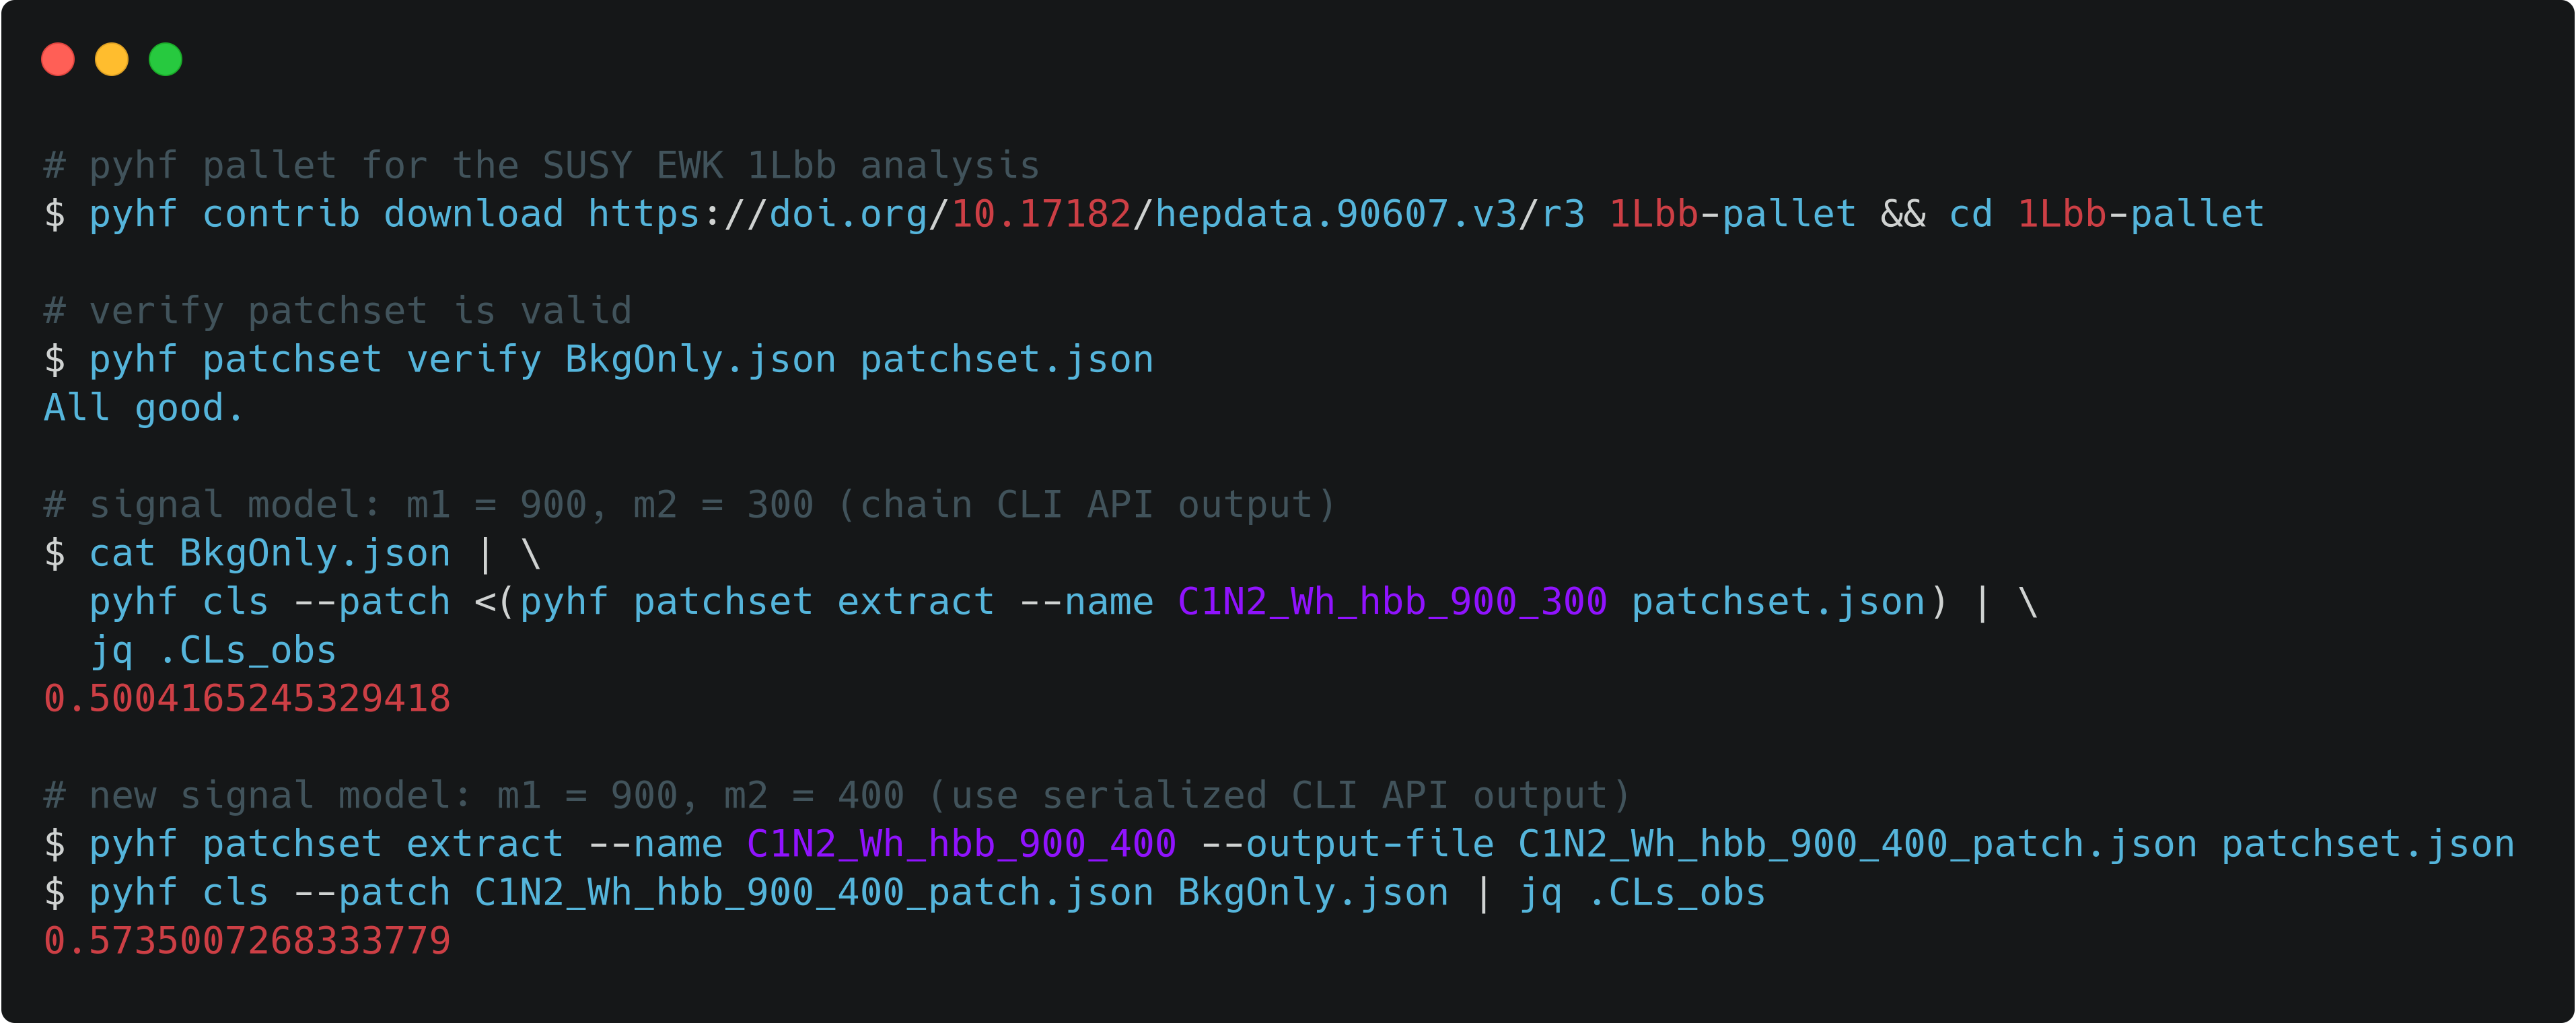 # pyhf pallet for the SUSY EWK 1Lbb analysis
$ pyhf contrib download https://doi.org/10.17182/hepdata.90607.v3/r3 1Lbb-pallet && cd 1Lbb-pallet
# verify patchset is valid
$ pyhf patchset verify BkgOnly.json patchset.json
All good.
# signal model: m1 = 900, m2 = 300 (chain CLI API output)
$ cat BkgOnly.json | \
  pyhf cls --patch <(pyhf patchset extract --name C1N2_Wh_hbb_900_300 patchset.json) | \
  jq .CLs_obs
0.5004165245329418
# new signal model: m1 = 900, m2 = 400 (use serialized CLI API output)
$ pyhf patchset extract --name C1N2_Wh_hbb_900_400 --output-file C1N2_Wh_hbb_900_400_patch.json patchset.json
$ pyhf cls --patch C1N2_Wh_hbb_900_400_patch.json BkgOnly.json | jq .CLs_obs
0.5735007268333779